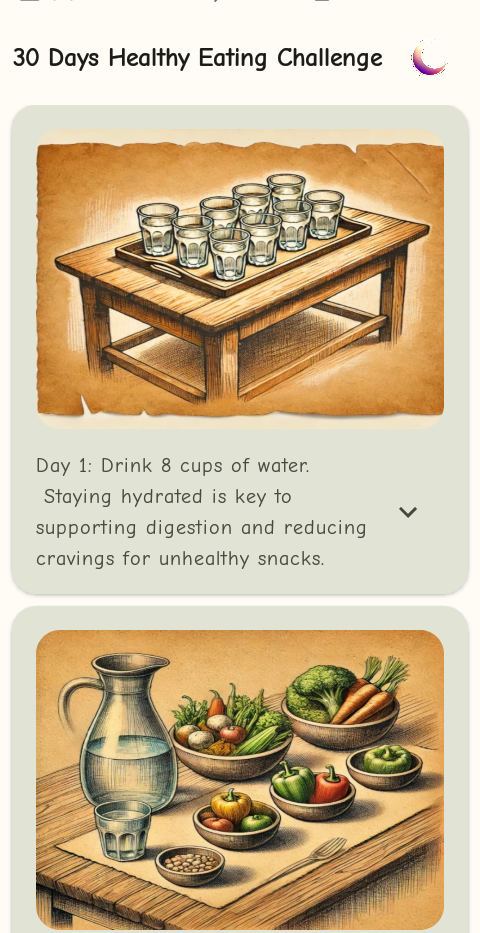 30 Days Healthy Eating Challenge
Day 1: Drink 8 cups of water.
Staying hydrated is key to
supporting digestion and reducing
cravings for unhealthy snacks.